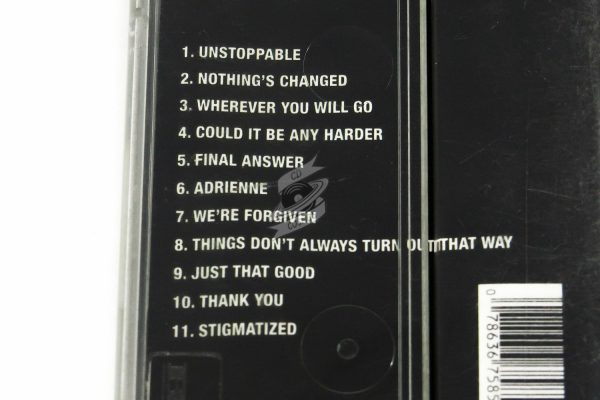 1. UNSTOPPABLE
2. NOTHING'S CHANGED
3. WHEREVER YOU WILL GO
4. COULD IT BE ANY HARDER
5. FINAL ANSWER
6. ADRIENNE
7. WE'RE FORGIVEN
8. THINGS DON'T ALWAYS TURN OUT THAT WAY
9. JUST THAT GOOD
10. THANK YOU
11. STIGMATIZED
CD
0 78636 7585